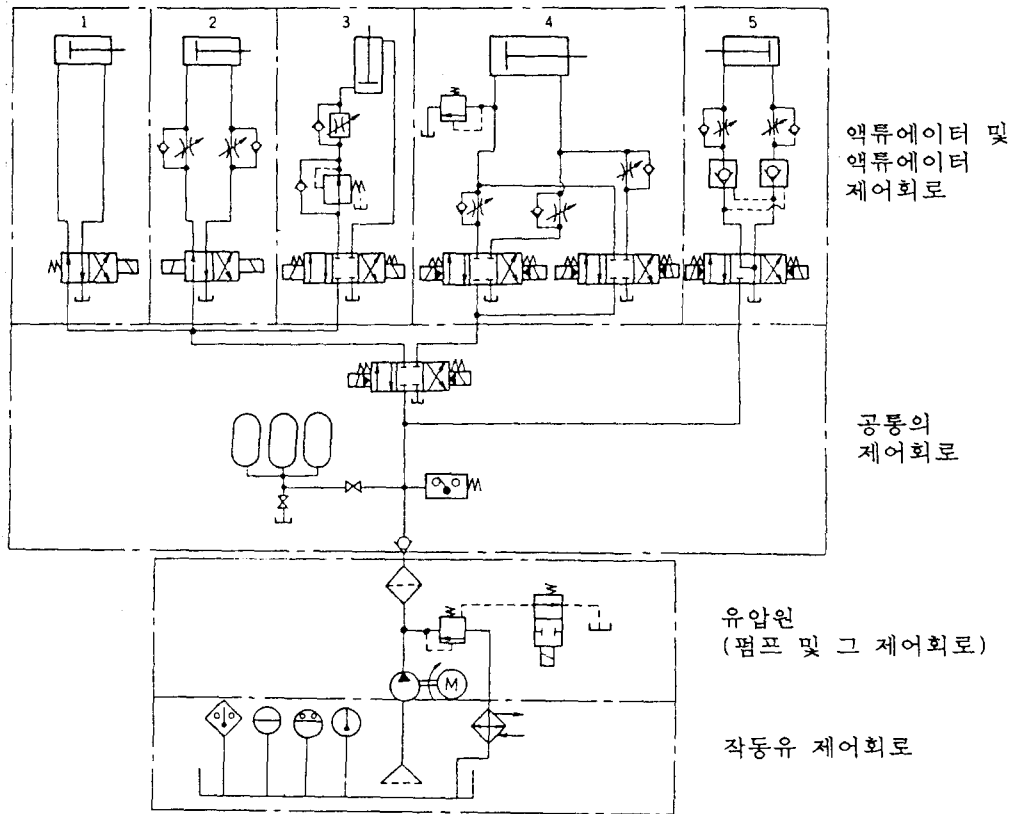 1
2
3
4
5
액튜에이터 및
액튜에이터
제어회로
공통의
제어회로
유압원
(펌프 및 그 제어회로)
M
작동유 제어회로